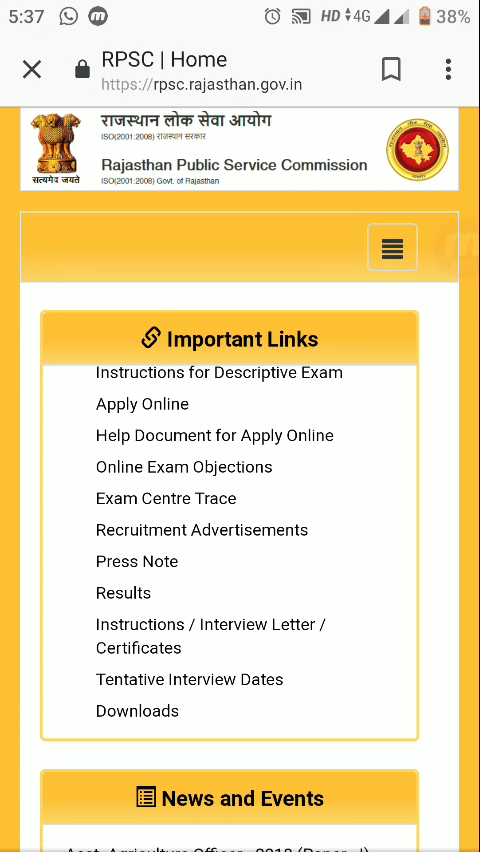 5:37 HD 4G 38%
RPSC | Home
https://rpsc.rajasthan.gov.in
राजस्थान लोक सेवा आयोग
ISO(2001:2008) राजस्थान सरकार
Rajasthan Public Service Commission
ISO(2001:2008) Govt. of Rajasthan
सत्यमेव जयते
Important Links
Instructions for Descriptive Exam
Apply Online
Help Document for Apply Online
Online Exam Objections
Exam Centre Trace
Recruitment Advertisements
Press Note
Results
Instructions / Interview Letter /
Certificates
Tentative Interview Dates
Downloads
News and Events